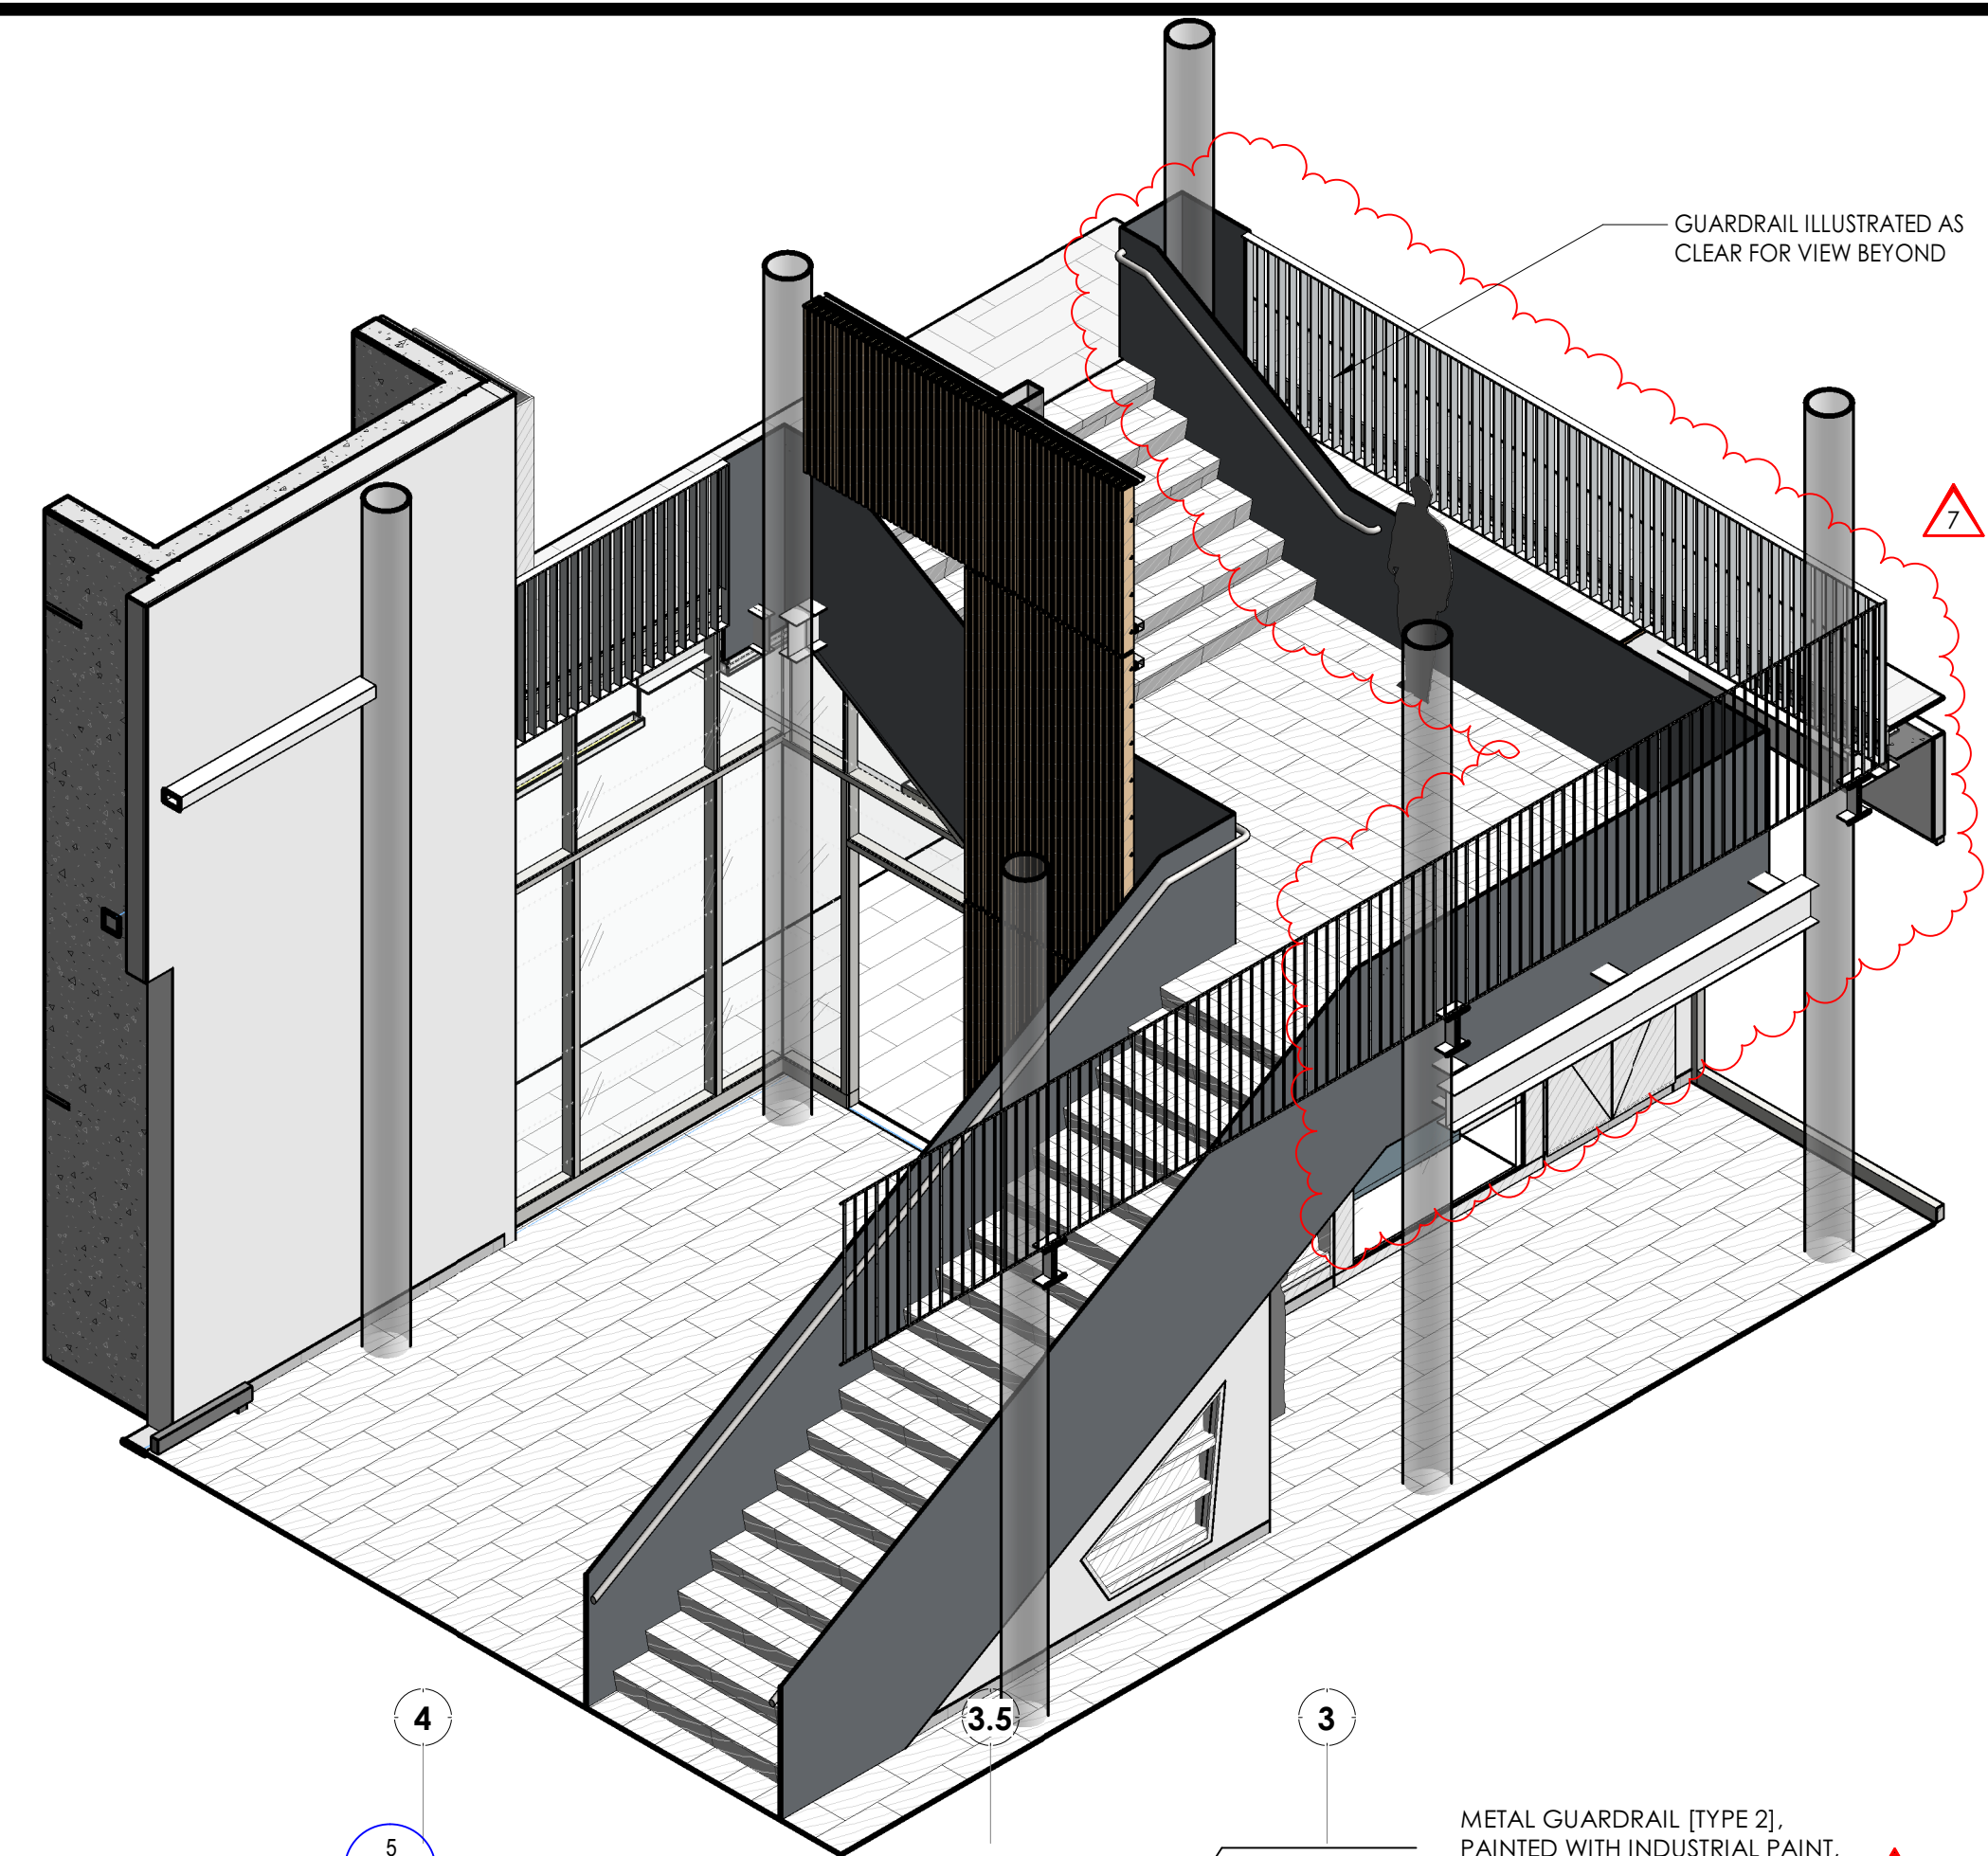 GUARDRAIL ILLUSTRATED AS
CLEAR FOR VIEW BEYOND
7
4
3.5
3
5
METAL GUARDRAIL [TYPE 2],
PAINTED WITH INDUSTRIAL PAINT,